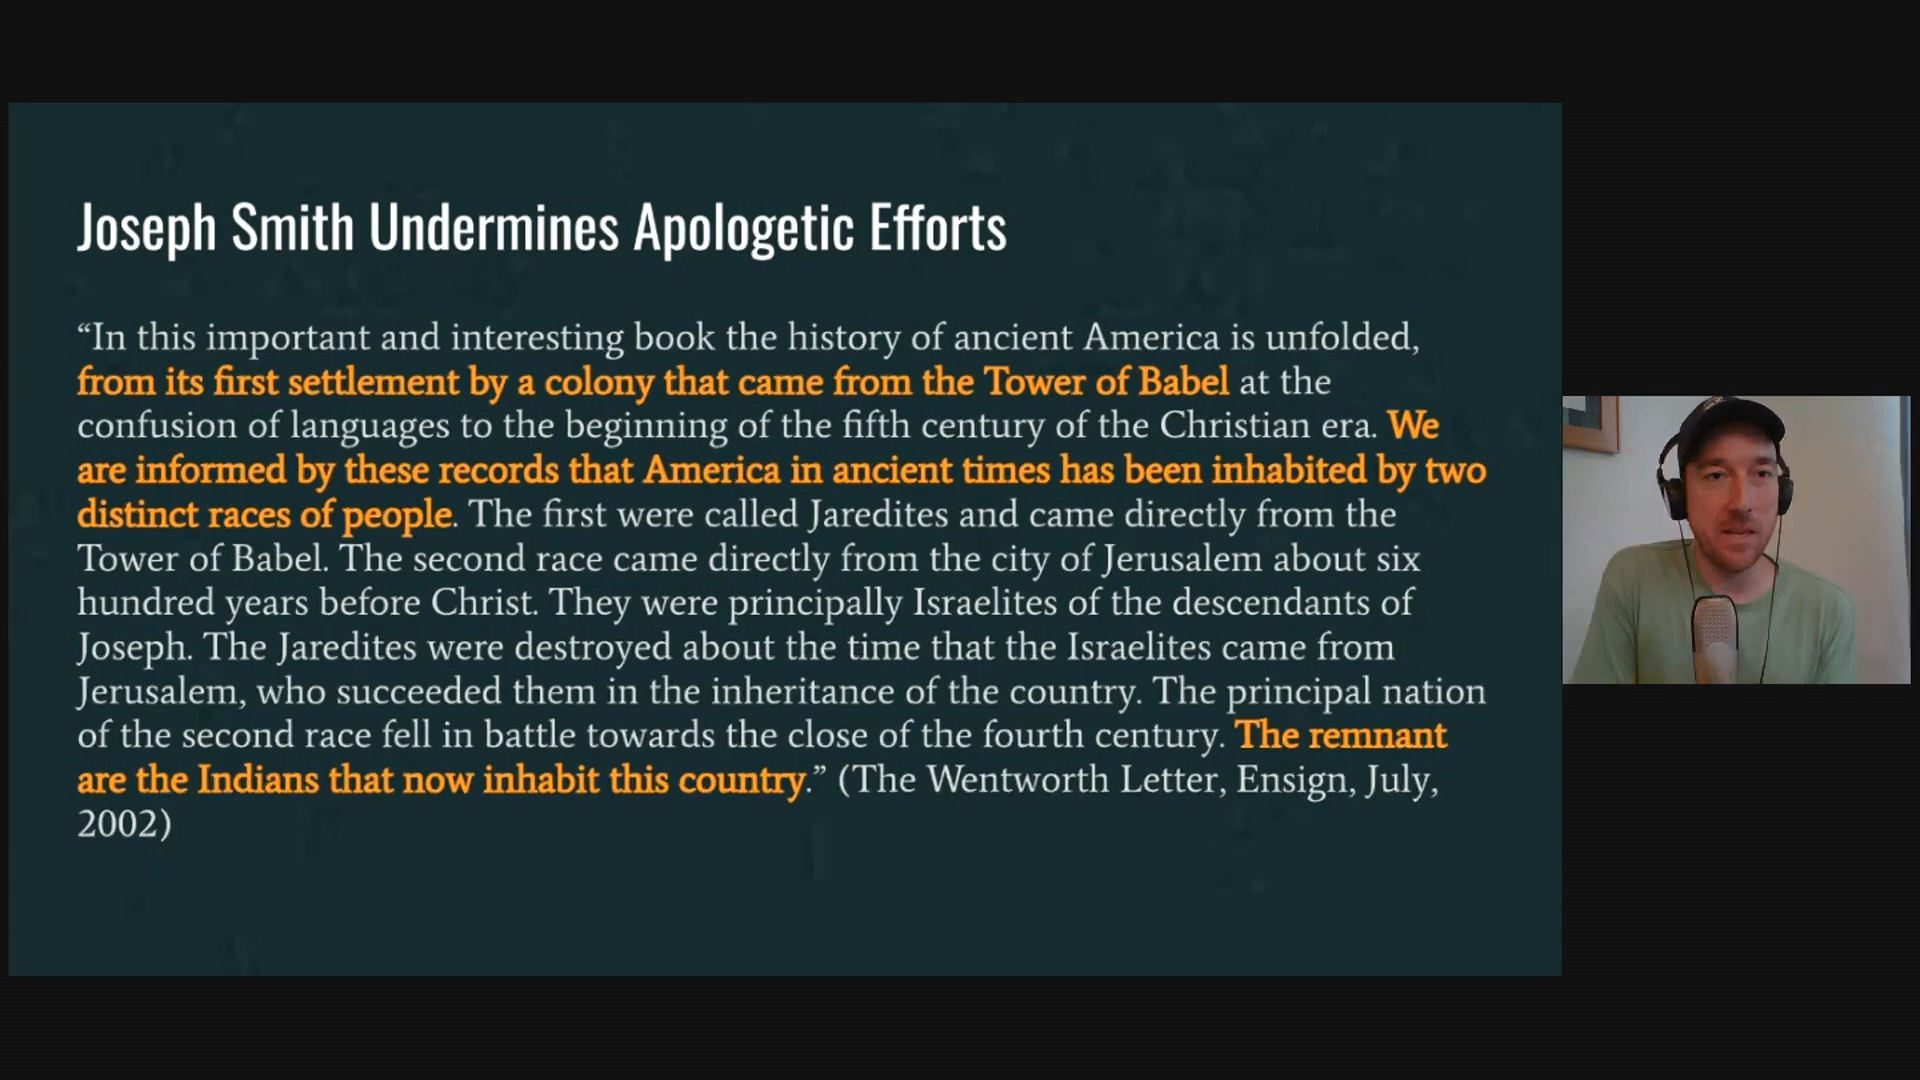 Joseph Smith Undermines Apologetic Efforts
“In this important and interesting book the history of ancient America is unfolded,
from its first settlement by a colony that came from the Tower of Babel at the
confusion of languages to the beginning of the fifth century of the Christian era. We
are informed by these records that America in ancient times has been inhabited by two
distinct races of people. The first were called Jaredites and came directly from the
Tower of Babel. The second race came directly from the city of Jerusalem about six
hundred years before Christ. They were principally Israelites of the descendants of
Joseph. The Jaredites were destroyed about the time that the Israelites came from
Jerusalem, who succeeded them in the inheritance of the country. The principal nation
of the second race fell in battle towards the close of the fourth century. The remnant
are the Indians that now inhabit this country.” (The Wentworth Letter, Ensign, July,
2002)